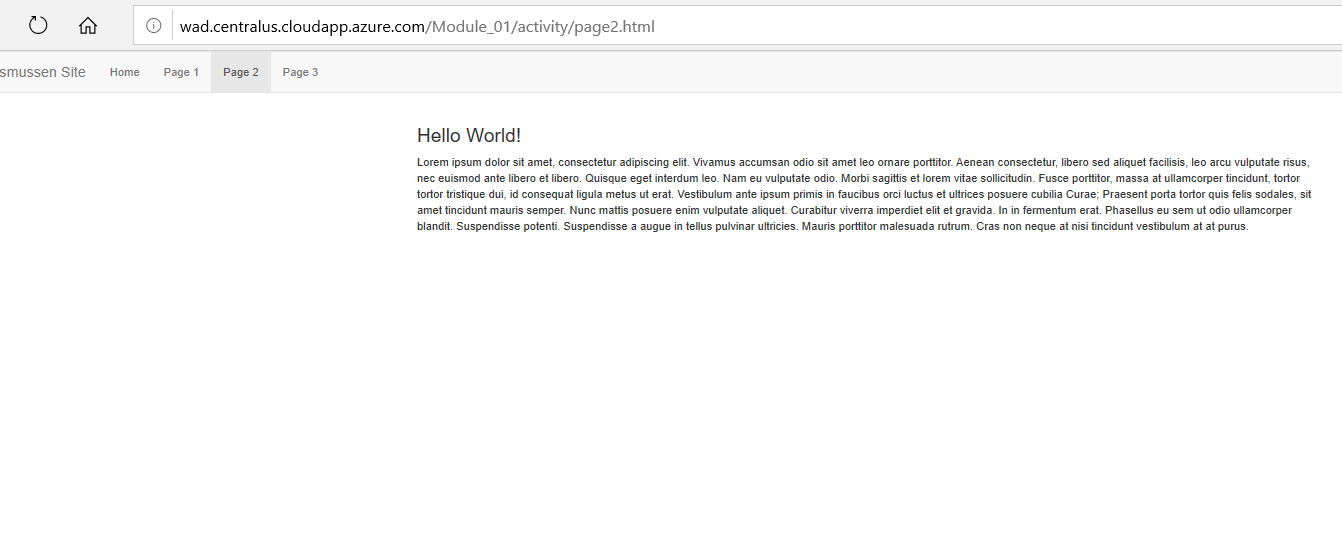 wad.centralus.cloudapp.azure.com/Module_01/activity/page2.html
smussen Site Home Page 1 Page 2 Page 3
Hello World!
Lorem ipsum dolor sit amet, consectetur adipiscing elit. Vivamus accumsan odio sit amet leo ornare porttitor. Aenean consectetur, libero sed aliquet facilisis, leo arcu vulputate risus,
nec euismod ante libero et libero. Quisque eget interdum leo. Nam eu vulputate odio. Morbi sagittis et lorem vitae sollicitudin. Fusce porttitor, massa at ullamcorper tincidunt, tortor
tortor tristique dui, id consequat ligula metus ut erat. Vestibulum ante ipsum primis in faucibus orci luctus et ultrices posuere cubilia Curae; Praesent porta tortor quis felis sodales, sit
amet tincidunt mauris semper. Nunc mattis posuere enim vulputate aliquet. Curabitur viverra imperdiet elit et gravida. In in fermentum erat. Phasellus eu sem ut odio ullamcorper
blandit. Suspendisse potenti. Suspendisse a augue in tellus pulvinar ultricies. Mauris porttitor malesuada rutrum. Cras non neque at nisi tincidunt vestibulum at at purus.